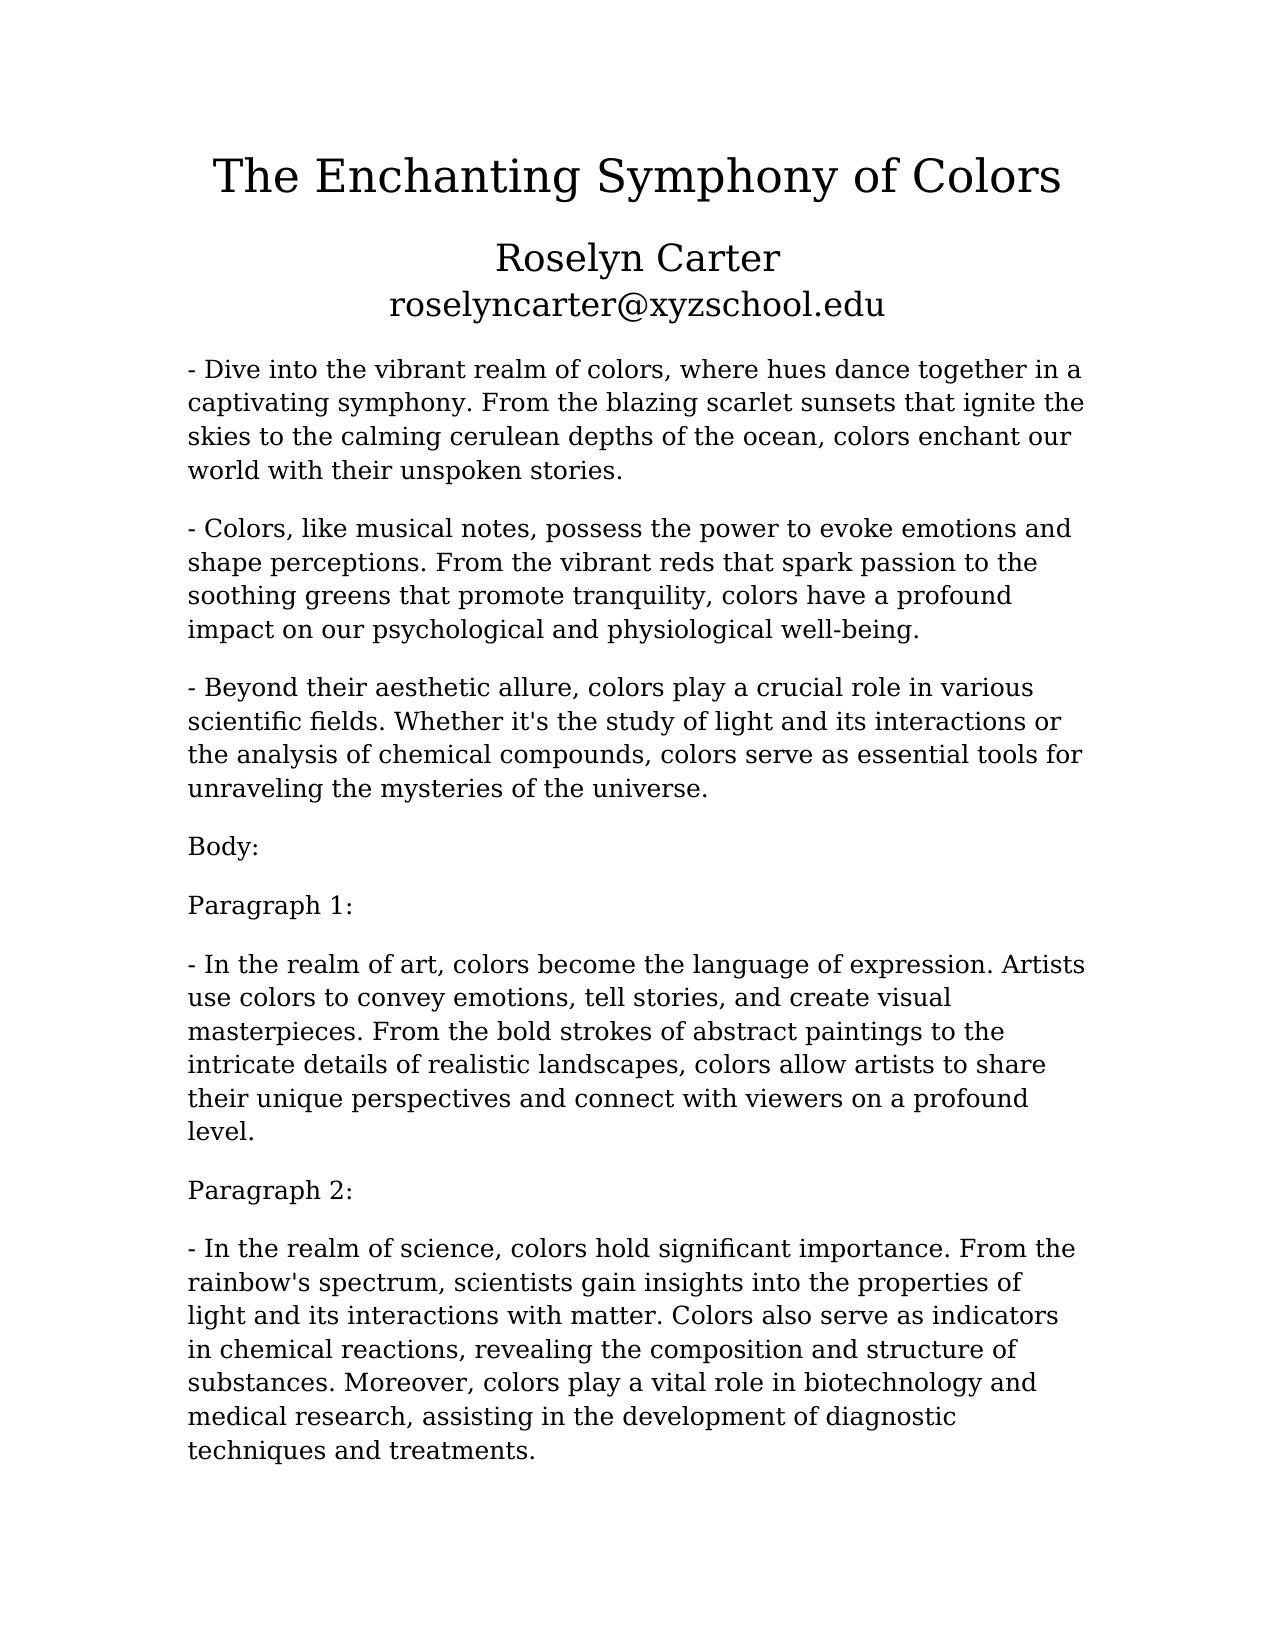 The Enchanting Symphony of Colors
Roselyn Carter
roselyncarter@xyzschool.edu
- Dive into the vibrant realm of colors, where hues dance together in a
captivating symphony. From the blazing scarlet sunsets that ignite the
skies to the calming cerulean depths of the ocean, colors enchant our
world with their unspoken stories.
- Colors, like musical notes, possess the power to evoke emotions and
shape perceptions. From the vibrant reds that spark passion to the
soothing greens that promote tranquility, colors have a profound
impact on our psychological and physiological well-being.
- Beyond their aesthetic allure, colors play a crucial role in various
scientific fields. Whether it's the study of light and its interactions or
the analysis of chemical compounds, colors serve as essential tools for
unraveling the mysteries of the universe.
Body:
Paragraph 1:
- In the realm of art, colors become the language of expression. Artists
use colors to convey emotions, tell stories, and create visual
masterpieces. From the bold strokes of abstract paintings to the
intricate details of realistic landscapes, colors allow artists to share
their unique perspectives and connect with viewers on a profound
level.
Paragraph 2:
- In the realm of science, colors hold significant importance. From the
rainbow's spectrum, scientists gain insights into the properties of
light and its interactions with matter. Colors also serve as indicators
in chemical reactions, revealing the composition and structure of
substances. Moreover, colors play a vital role in biotechnology and
medical research, assisting in the development of diagnostic
techniques and treatments.